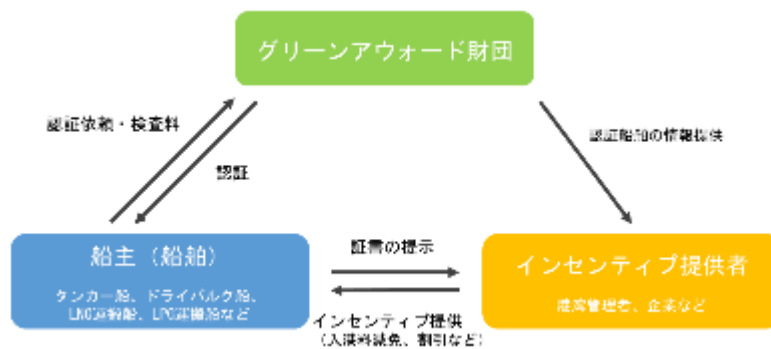 グリーンアウォード財団
認証依頼・検査料
認証船舶の情報提供
認証
船主（船舶）
タンカー船、ドライバルク船、
LNG運搬船、LPG運搬船など
証書の提示
インセンティブ提供者
港湾管理者、企業など
インセンティブ提供
（入港料減免、割引など）